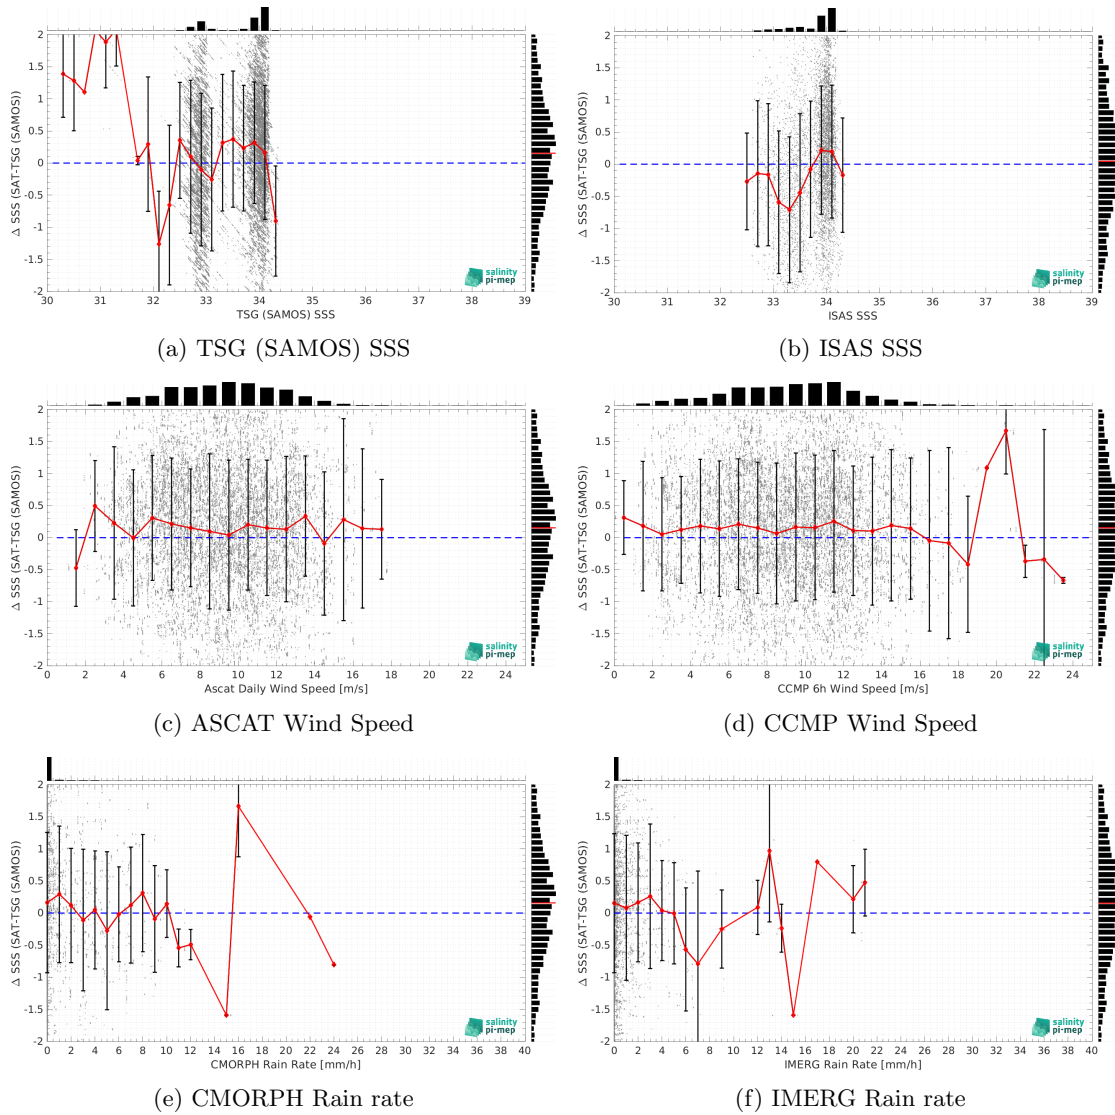 2
1.5
1
0.5
0
-0.5
-1
-1.5
-2
Δ SSS (SAT-TSG (SAMOS))
30 31 32 33 34 35 36 37 38 39
TSG (SAMOS) SSS
salinity
pi-mep
(a) TSG (SAMOS) SSS
2
1.5
1
0.5
0
-0.5
-1
-1.5
-2
Δ SSS (SAT-TSG (SAMOS))
30 31 32 33 34 35 36 37 38 39
ISAS SSS
salinity
pi-mep
(b) ISAS SSS
2
1.5
1
0.5
0
-0.5
-1
-1.5
-2
Δ SSS (SAT-TSG (SAMOS))
0 2 4 6 8 10 12 14 16 18 20 22 24
Ascat Daily Wind Speed [m/s]
salinity
pi-mep
(c) ASCAT Wind Speed
2
1.5
1
0.5
0
-0.5
-1
-1.5
-2
Δ SSS (SAT-TSG (SAMOS))
0 2 4 6 8 10 12 14 16 18 20 22 24
CCMP 6h Wind Speed [m/s]
salinity
pi-mep
(d) CCMP Wind Speed
2
1.5
1
0.5
0
-0.5
-1
-1.5
-2
Δ SSS (SAT-TSG (SAMOS))
0 2 4 6 8 10 12 14 16 18 20 22 24 26 28 30 32 34 36 38 40
CMORPH Rain Rate [mm/h]
salinity
pi-mep
(e) CMORPH Rain rate
2
1.5
1
0.5
0
-0.5
-1
-1.5
-2
Δ SSS (SAT-TSG (SAMOS))
0 2 4 6 8 10 12 14 16 18 20 22 24 26 28 30 32 34 36 38 40
IMERG Rain Rate [mm/h]
salinity
pi-mep
(f) IMERG Rain rate